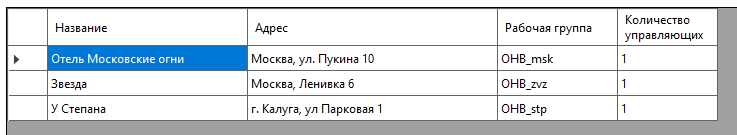 Название Адрес Рабочая группа Количество управляющих
Отель Московские огни Москва, ул. Пукина 10 OHB_msk 1
Звезда Москва, Ленивка 6 OHB_zvz 1
У Степана г. Калуга, ул Парковая 1 OHB_stp 1